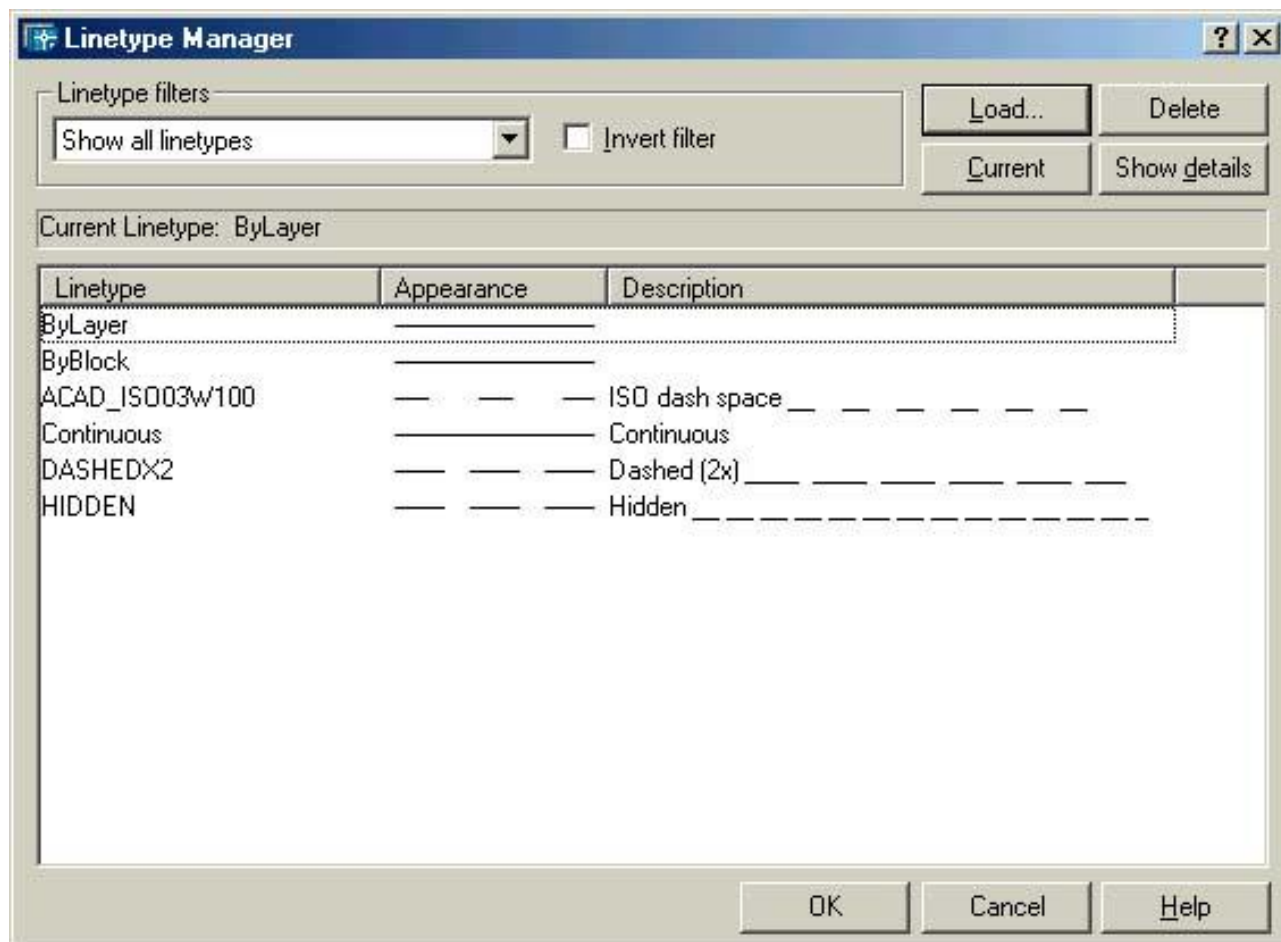 Linetype Manager
Linetype filters
Show all linetypes
Invert filter
Load...
Delete
Current
Show details
Current Linetype: ByLayer
Linetype Appearance Description
ByLayer
ByBlock
ACAD_ISO03W100 ISO dash space
Continuous Continuous
DASHEDX2 Dashed (2x)
HIDDEN Hidden
OK Cancel Help